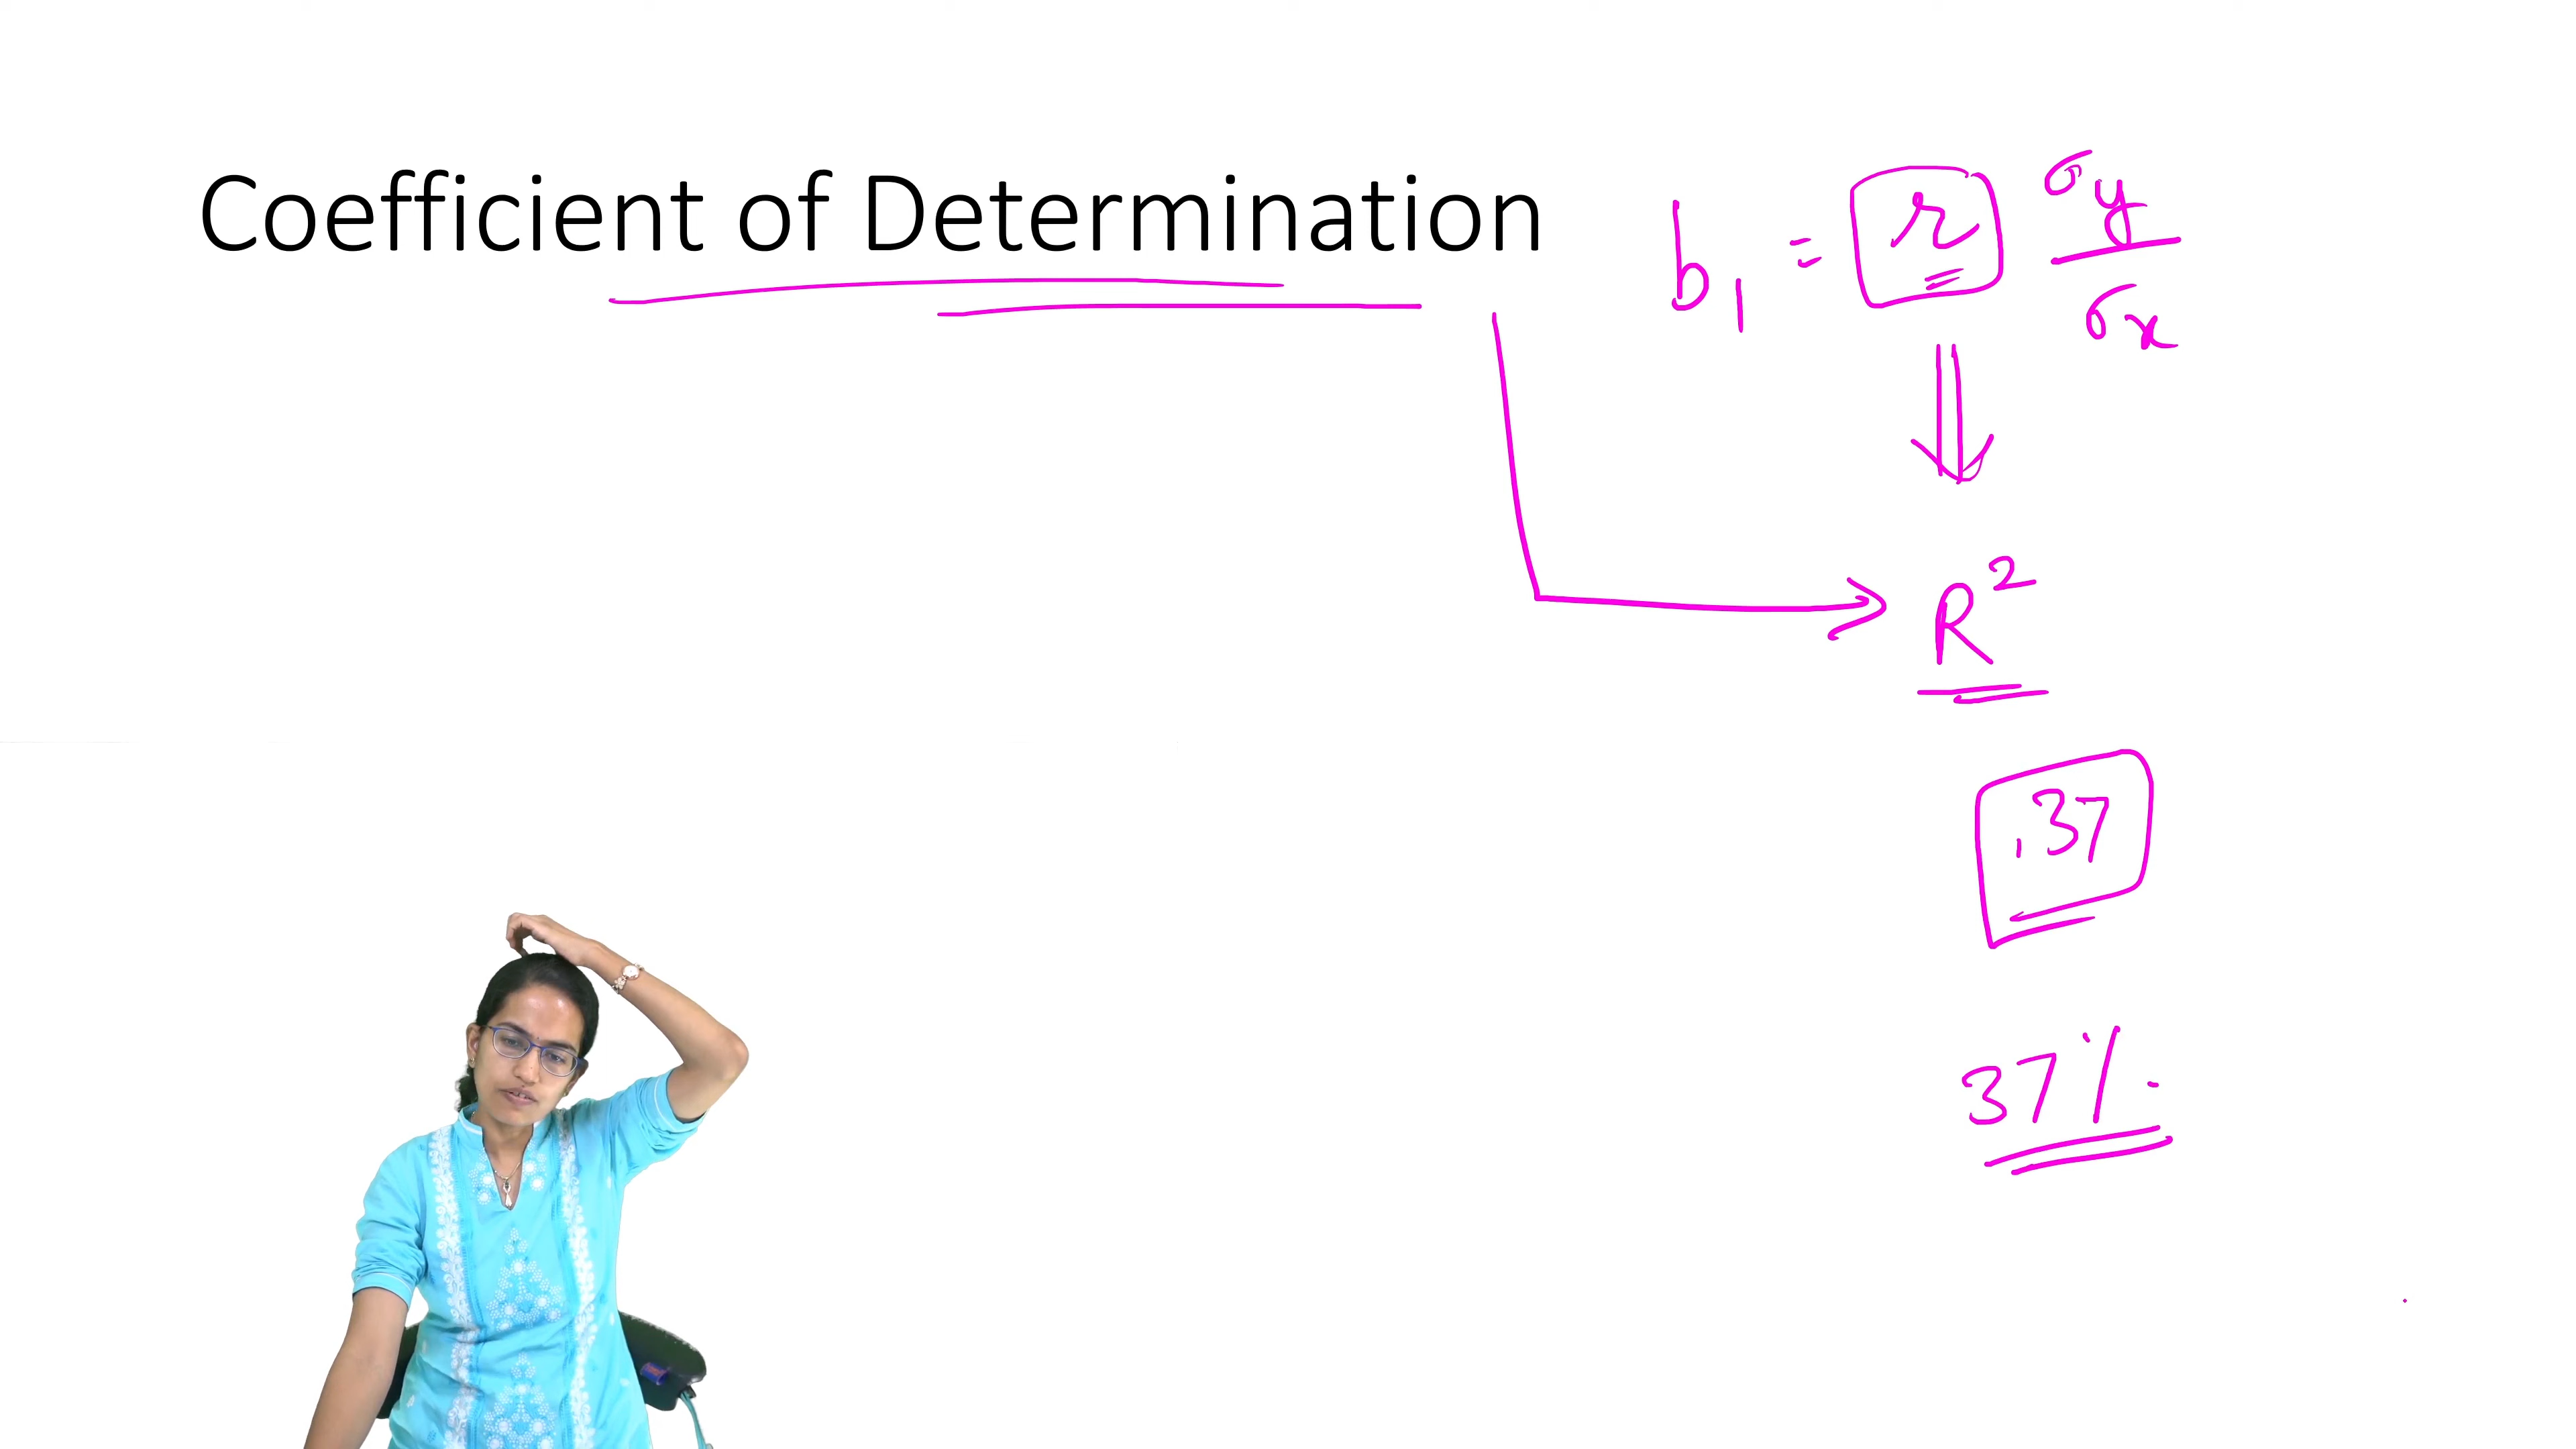 Coefficient of Determination
b₁ = r σy/σx
R²
.37
37%